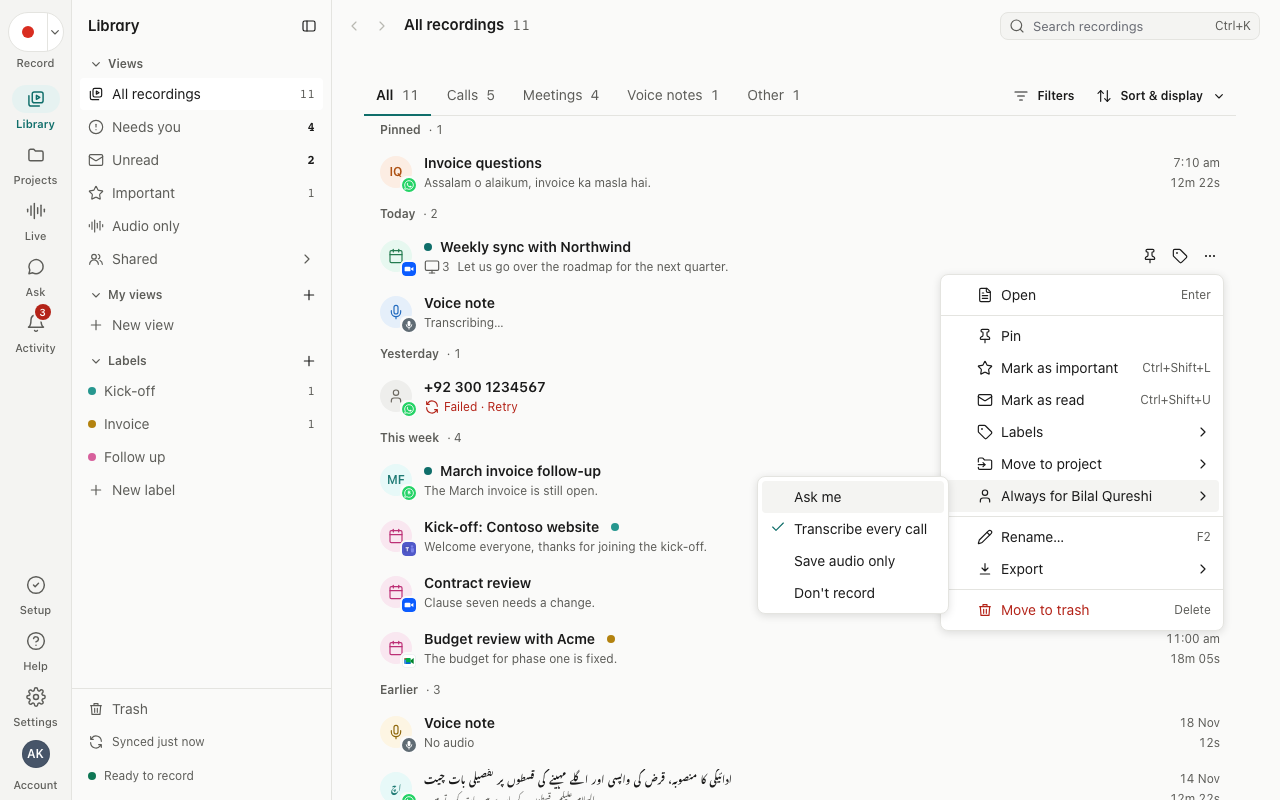 Library
All recordings 11
Search recordings Ctrl+K
Record
Views
All 11 Calls 5 Meetings 4 Voice notes 1 Other 1
Filters Sort & display
All recordings 11
Library
Needs you 4
Pinned · 1
Unread 2
Invoice questions 7:10 am
Projects
Assalam o alaikum, invoice ka masla hai. 12m 22s
Important 1
Today · 2
Audio only
Live
Weekly sync with Northwind
Shared
3 Let us go over the roadmap for the next quarter.
Ask
My views
Open Enter
Voice note
3
New view
Transcribing...
Pin
Activity
Yesterday · 1
Labels
Mark as important Ctrl+Shift+L
Kick-off 1
+92 300 1234567
Mark as read Ctrl+Shift+U
Failed · Retry
Invoice 1
Labels
This week · 4
Follow up
Move to project
MF
March invoice follow-up
New label
The March invoice is still open.
Always for Bilal Qureshi
Ask me
Transcribe every call
Save audio only
Don't record
Kick-off: Contoso website
Welcome everyone, thanks for joining the kick-off.
Rename... F2
Export
Contract review
Clause seven needs a change.
Move to trash Delete
Setup
Budget review with Acme 11:00 am
The budget for phase one is fixed. 18m 05s
Help
Earlier · 3
Trash
Settings
Voice note 18 Nov
No audio 12s
Synced just now
AK
Ready to record
Account
IQ
اچ
ادائیگی کا منصوبہ، قرض کی واپسی اور اگلے مہینے کی قسطوں پر تفصیلی بات چیت
14 Nov
12m 22s